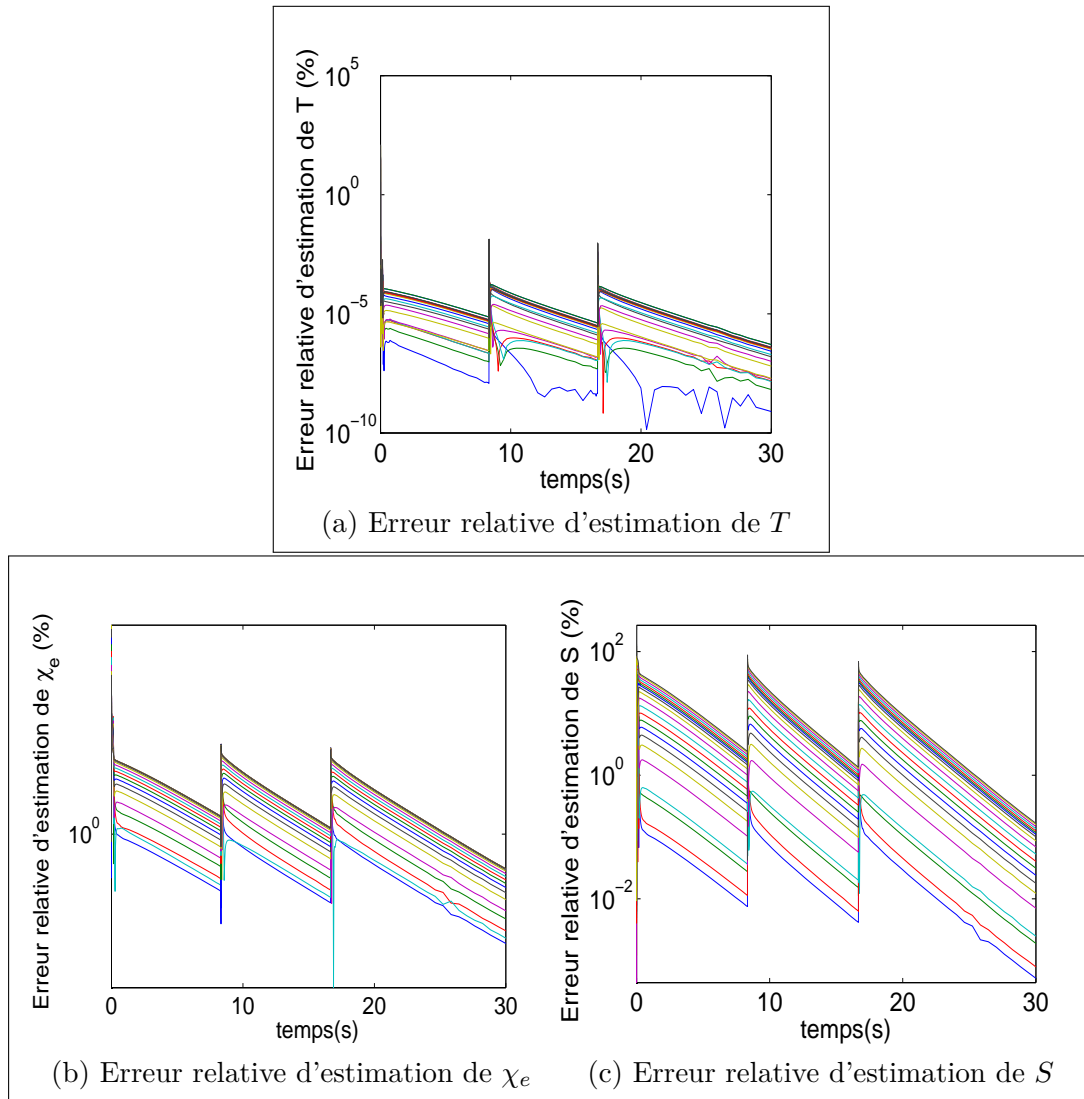 Erreur relative d'estimation de T (%)
10^5
10^0
10^-5
10^-10
0 10 20 30
temps(s)
(a) Erreur relative d'estimation de T
Erreur relative d'estimation de χ_e (%)
10^0
0 10 20 30
temps(s)
(b) Erreur relative d'estimation de χ_e
Erreur relative d'estimation de S (%)
10^2
10^0
10^-2
0 10 20 30
temps(s)
(c) Erreur relative d'estimation de S